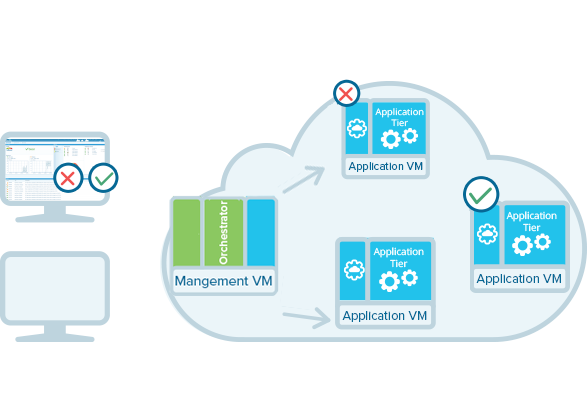 Application
Tier
Application VM
Orchestrator
Mangement VM
Application
Tier
Application VM
Application
Tier
Application VM